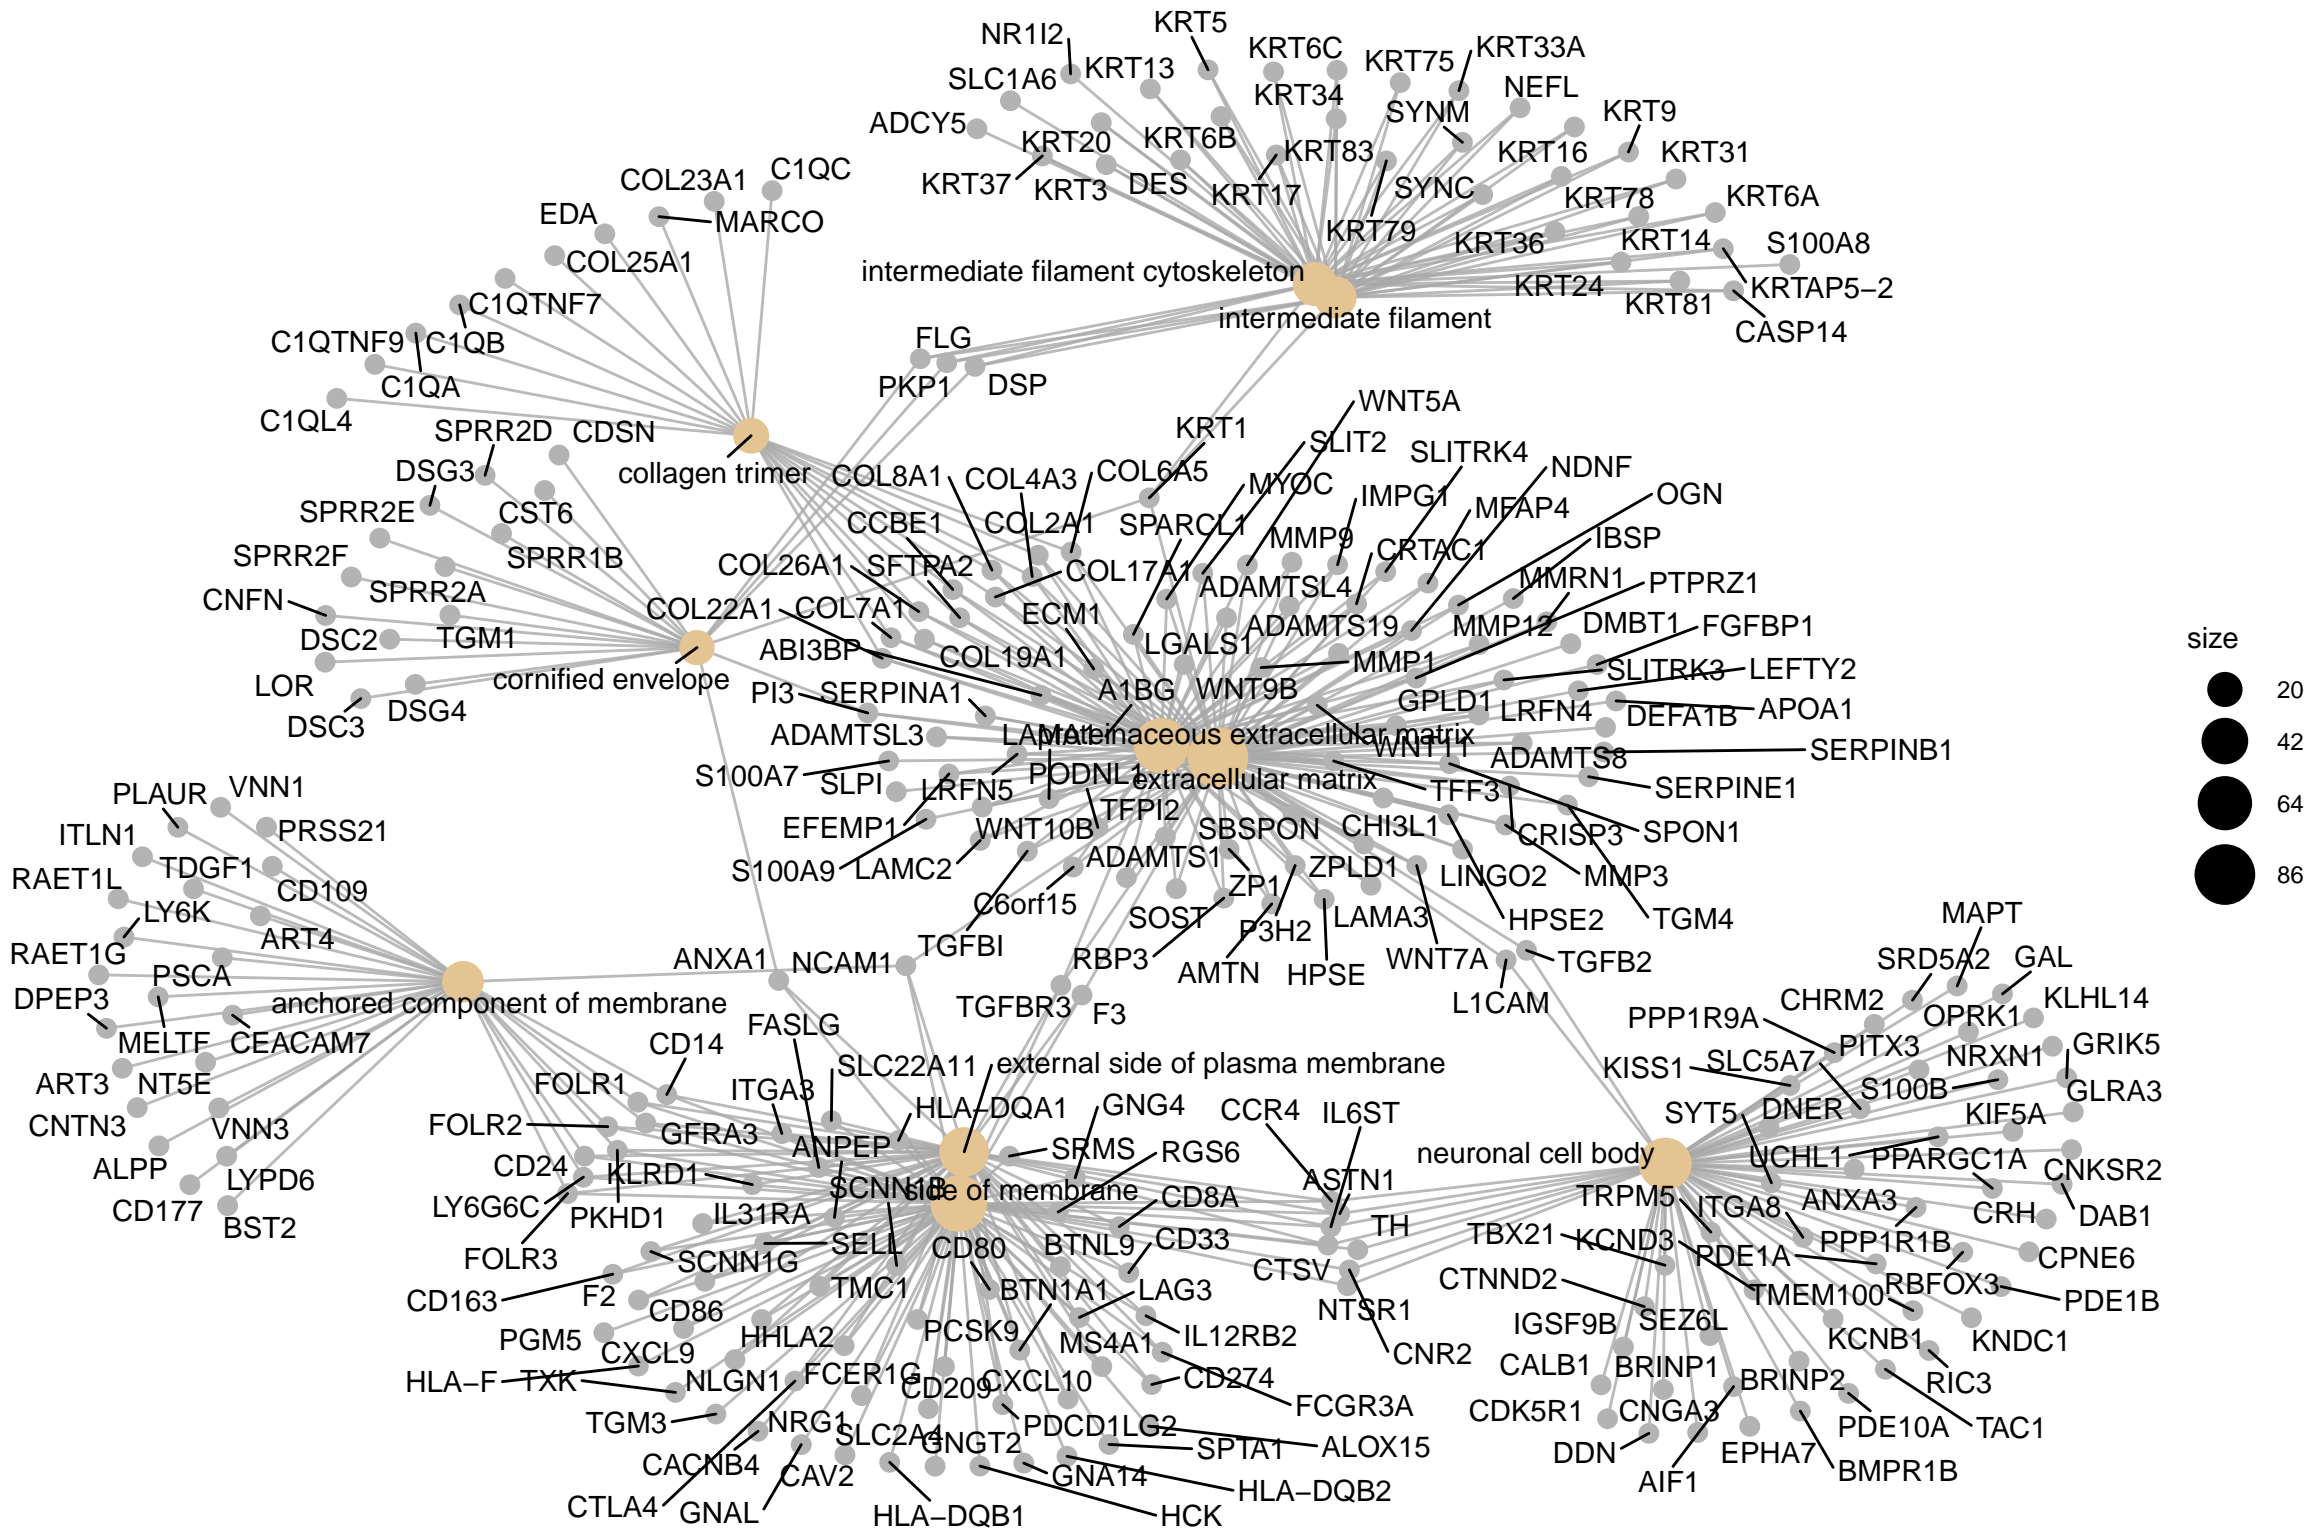 KRT5
NR1I2
KRT6C
KRT33A
KRT75
KRT13
SLC1A6
NEFL
KRT34
SYNM
KRT9
ADCY5
KRT20
KRT6B
KRT83
KRT16
KRT31
KRT37
KRT3
DES
KRT17
SYNC
KRT78
KRT6A
KRT79
KRT36
KRT14
S100A8
KRT24
KRTAP5−2
KRT81
CASP14
intermediate filament cytoskeleton
intermediate filament
C1QC
COL23A1
MARCO
EDA
COL25A1
C1QTNF7
C1QTNF9
C1QB
C1QA
C1QL4
FLG
PKP1
DSP
collagen trimer
SPRR2D
CDSN
DSG3
SPRR2E
CST6
SPRR2F
SPRR1B
CNFN
SPRR2A
DSC2
TGM1
LOR
DSC3
DSG4
cornified envelope
WNT5A
KRT1
SLIT2
SLITRK4
NDNF
COL8A1
COL4A3
COL6A5
MYOC
IMPG1
OGN
CCBE1
COL2A1
SPARCL1
MMP9
MFAP4
IBSP
COL26A1
SFTPA2
COL17A1
ADAMTSL4
CRTAC1
MMRN1
PTPRZ1
COL22A1
COL7A1
ECM1
LGALS1
ADAMTS19
MMP12
DMBT1
FGFBP1
ABI3BP
COL19A1
MMP1
SLITRK3
LEFTY2
PI3
SERPINA1
A1BG
WNT9B
GPLD1
LRFN4
DEFA1B
APOA1
ADAMTSL3
LAMA1
proteinaceous extracellular matrix
WNT11
ADAMTS8
SERPINB1
S100A7
SLPI
LRFN5
PODNL1
extracellular matrix
TFF3
SERPINE1
EFEMP1
WNT10B
TFPI2
SBSPON
CHI3L1
CRISP3
SPON1
S100A9
LAMC2
ADAMTS1
ZPLD1
LINGO2
MMP3
C6orf15
SOST
ZP1
LAMA3
HPSE2
TGM4
TGFBI
RBP3
P3H2
AMTN
HPSE
WNT7A
TGFB2
L1CAM
ANXA1
NCAM1
TGFBR3
F3
size
20
42
64
86
VNN1
PLAUR
PRSS21
ITLN1
TDGF1
RAET1L
CD109
LY6K
ART4
RAET1G
PSCA
DPEP3
anchored component of membrane
MELTF
CEACAM7
ART3
NT5E
CNTN3
VNN3
ALPP
LYPD6
CD177
BST2
FASLG
CD14
SLC22A11
external side of plasma membrane
FOLR1
ITGA3
HLA−DQA1
GNG4
CCR4
IL6ST
FOLR2
GFRA3
ANPEP
SRMS
RGS6
CD24
KLRD1
SCNN1B
side of membrane
CD8A
ASTN1
LY6G6C
PKHD1
IL31RA
TH
FOLR3
SCNN1G
SELL
CD80
BTNL9
CD33
CTSV
CD163
F2
TMC1
BTN1A1
LAG3
NTSR1
CD86
PGM5
HHLA2
PCSK9
MS4A1
IL12RB2
CNR2
CXCL9
HLA−F
TXK
NLGN1
FCER1G
CD209
CXCL10
CD274
FCGR3A
TGM3
NRG1
SLC2A4
GNGT2
PDCD1LG2
SPTA1
ALOX15
CACNB4
CAV2
GNA14
HLA−DQB2
CTLA4
GNAL
HLA−DQB1
HCK
MAPT
SRD5A2
GAL
CHRM2
KLHL14
PPP1R9A
OPRK1
PITX3
NRXN1
GRIK5
KISS1
SLC5A7
S100B
GLRA3
SYT5
DNER
KIF5A
neuronal cell body
UCHL1
PPARGC1A
CNKSR2
TRPM5
ITGA8
ANXA3
CRH
DAB1
TBX21
KCND3
PDE1A
PPP1R1B
CPNE6
CTNND2
TMEM100
RBFOX3
PDE1B
IGSF9B
SEZ6L
KCNB1
KNDC1
CALB1
BRINP1
BRINP2
RIC3
CDK5R1
CNGA3
PDE10A
TAC1
DDN
EPHA7
AIF1
BMPR1B